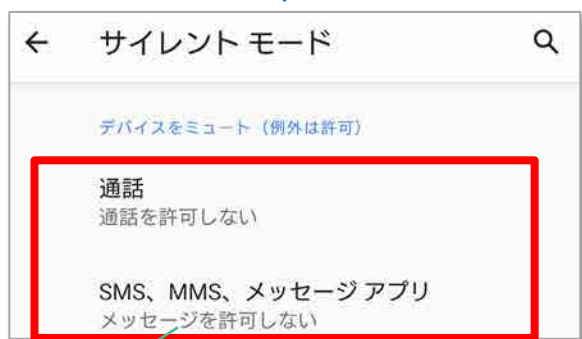 サイレント モード
デバイスをミュート（例外は許可）
通話
通話を許可しない
SMS、MMS、メッセージ アプリ
メッセージを許可しない